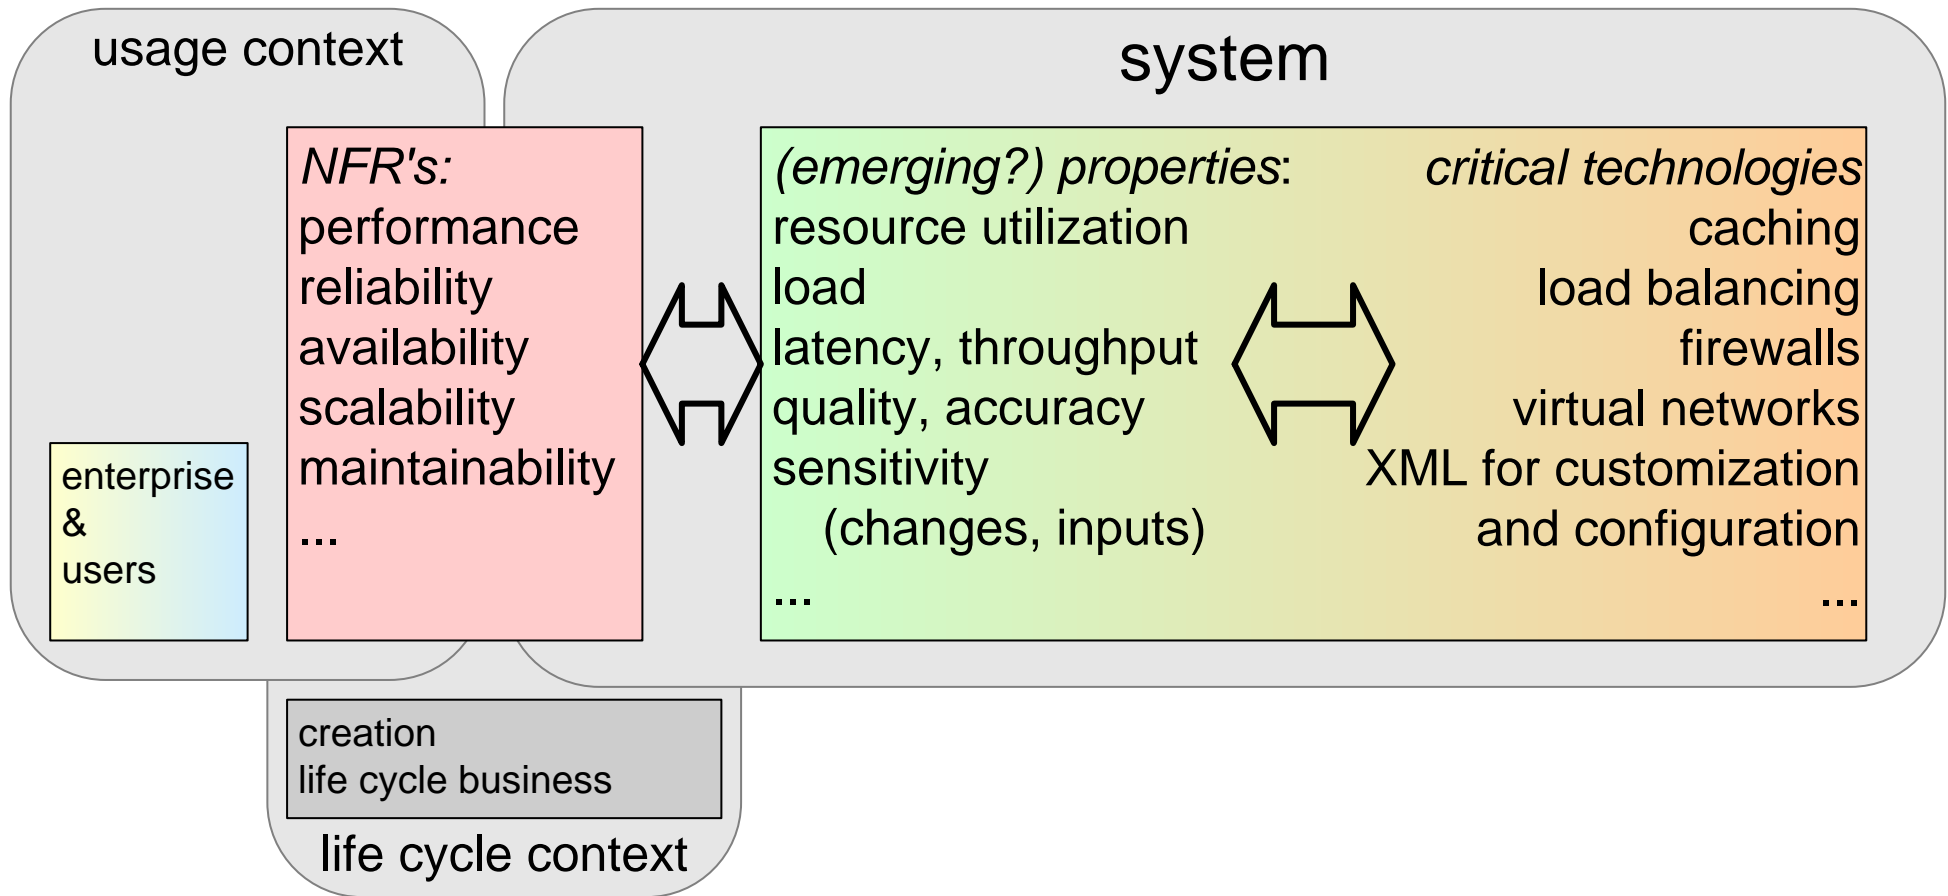 usage context
system
NFR's:
performance
reliability
availability
scalability
maintainability
...
(emerging?) properties:
resource utilization
load
latency, throughput
quality, accuracy
sensitivity
(changes, inputs)
...
critical technologies
caching
load balancing
firewalls
virtual networks
XML for customization
and configuration
...
enterprise
&
users
creation
life cycle business
life cycle context